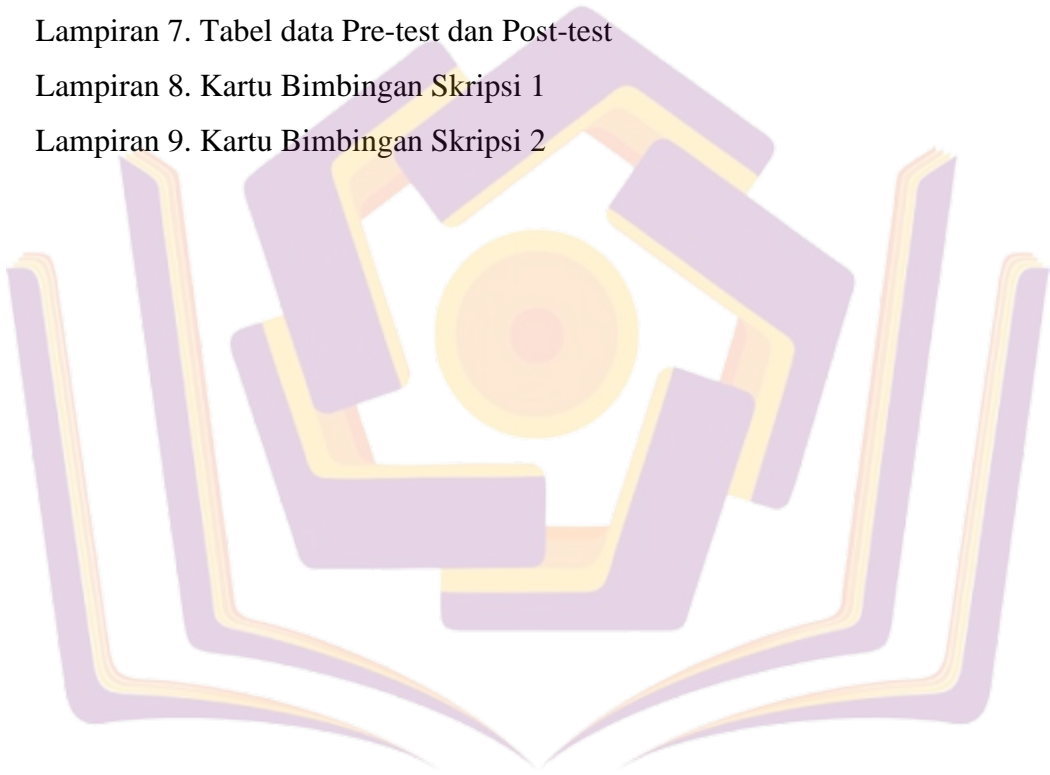 Lampiran 7. Tabel data Pre-test dan Post-test
Lampiran 8. Kartu Bimbingan Skripsi 1
Lampiran 9. Kartu Bimbingan Skripsi 2